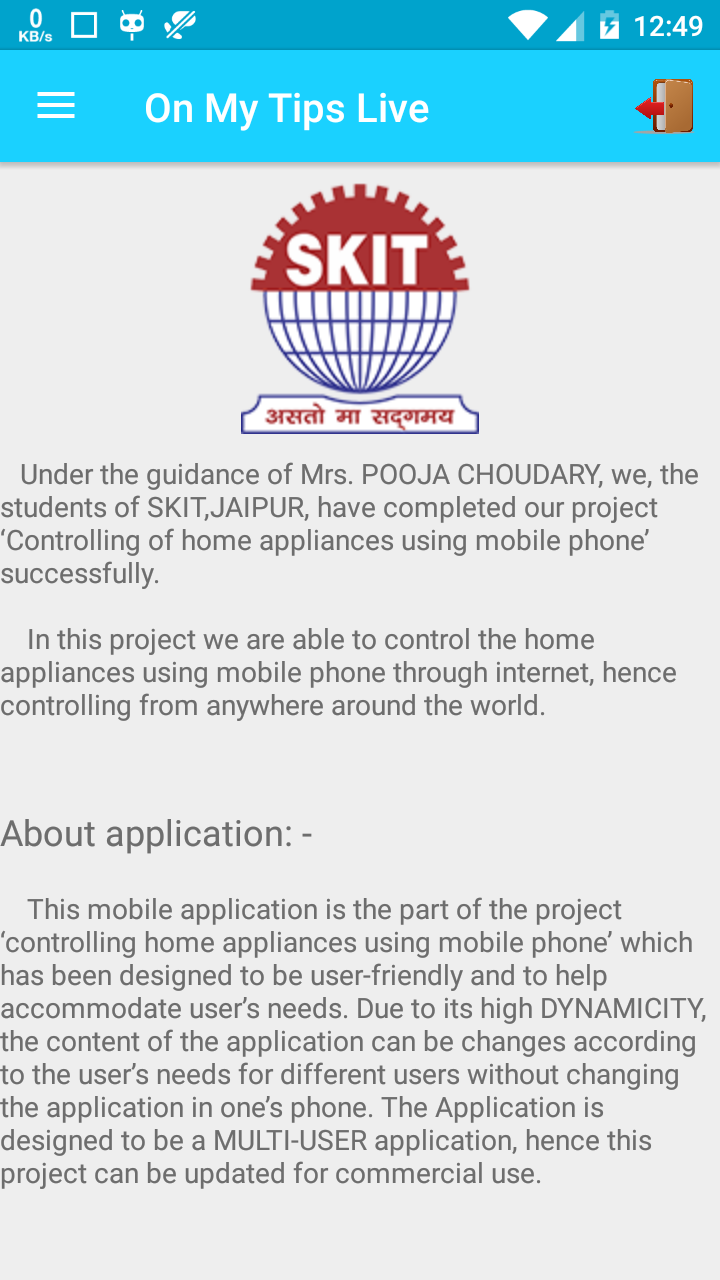 0
KB/s
12:49
On My Tips Live
SKIT
असतो मा सद्गमय
Under the guidance of Mrs. POOJA CHOUDARY, we, the
students of SKIT,JAIPUR, have completed our project
‘Controlling of home appliances using mobile phone’
successfully.
In this project we are able to control the home
appliances using mobile phone through internet, hence
controlling from anywhere around the world.
About application: -
This mobile application is the part of the project
‘controlling home appliances using mobile phone’ which
has been designed to be user-friendly and to help
accommodate user’s needs. Due to its high DYNAMICITY,
the content of the application can be changes according
to the user’s needs for different users without changing
the application in one’s phone. The Application is
designed to be a MULTI-USER application, hence this
project can be updated for commercial use.